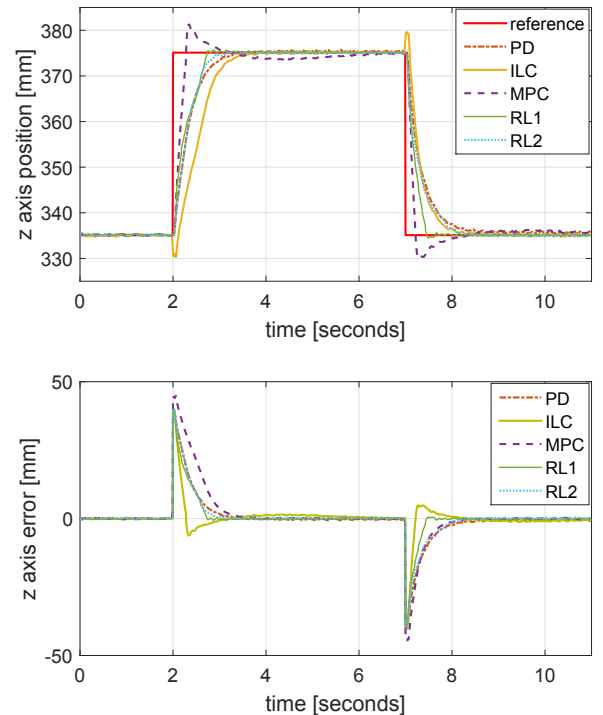 380
370
360
350
340
330
z axis position [mm]
0
2
4
6
8
10
time [seconds]
reference
PD
ILC
MPC
RL1
RL2
50
0
-50
z axis error [mm]
0
2
4
6
8
10
time [seconds]
PD
ILC
MPC
RL1
RL2